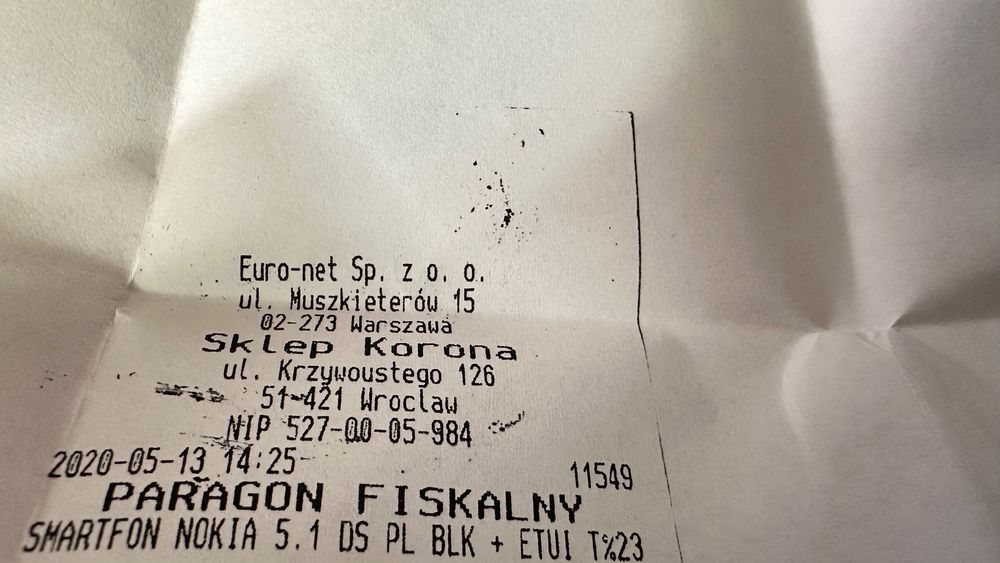 Euro-net Sp. z o. o.
ul. Muszkieterów 15
02-273 Warszawa
Sklep Korona
ul. Krzywoustego 126
51-421 Wroclaw
NIP 527-00-05-984
2020-05-13 14:25
11549
PARAGON FISKALNY
SMARTFON NOKIA 5.1 DS PL BLK + ETUI T%23